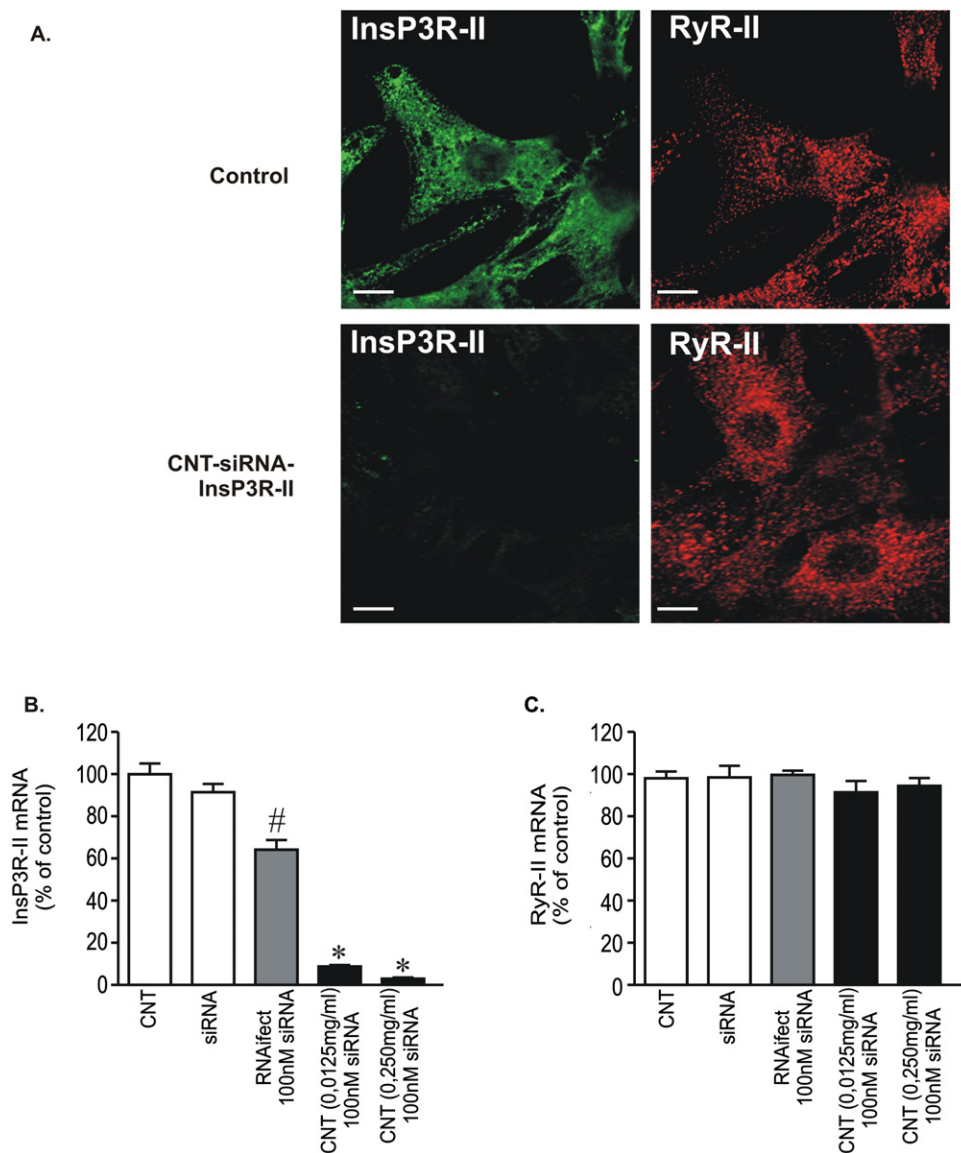 A.
InsP3R-II
RyR-II
Control
InsP3R-II
RyR-II
CNT-siRNA-
InsP3R-II
B.
InsP3R-II mRNA
(% of control)
120
100
80
60
40
20
0
#
*
*
CNT
siRNA
RNAifect
100nM siRNA
CNT (0,0125mg/ml)
100nM siRNA
CNT (0,250mg/ml)
100nM siRNA
C.
RyR-II mRNA
(% of control)
120
100
80
60
40
20
0
CNT
siRNA
RNAifect
100nM siRNA
CNT (0,0125mg/ml)
100nM siRNA
CNT (0,250mg/ml)
100nM siRNA